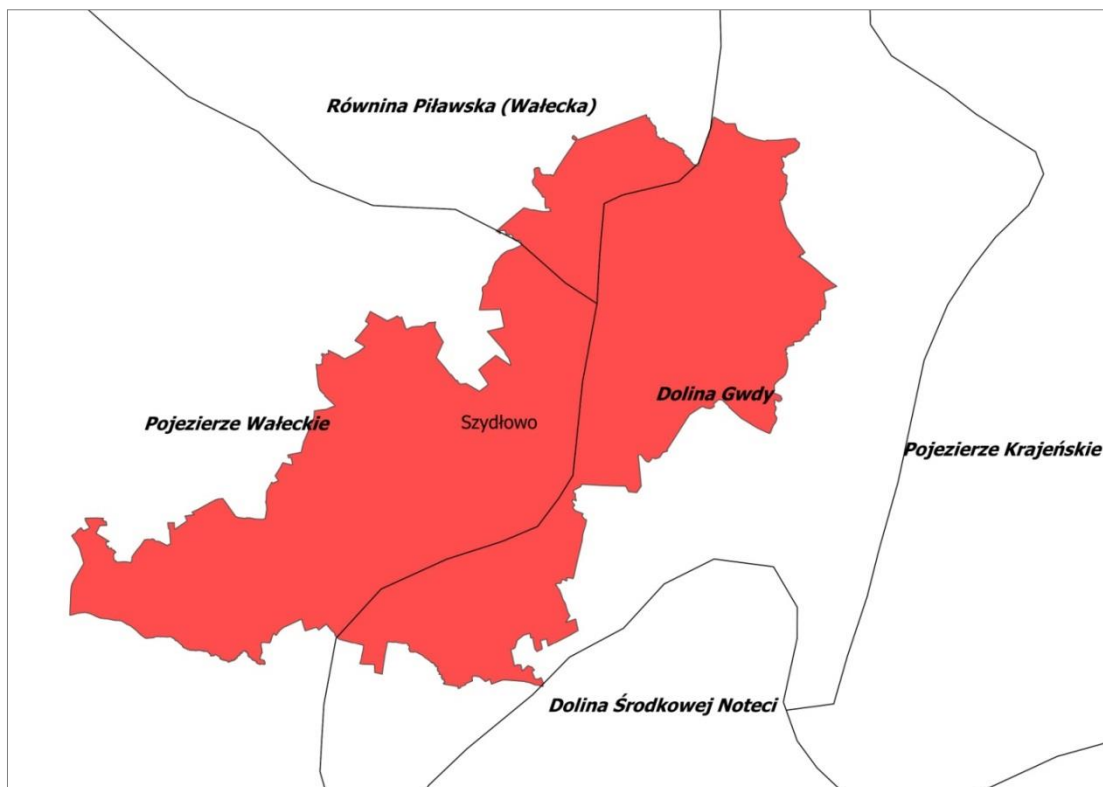 Równina Piławska (Wałecka)
Dolina Gwdy
Pojezierze Wałeckie
Szydłowo
Pojezierze Krajeńskie
Dolina Środkowej Noteci